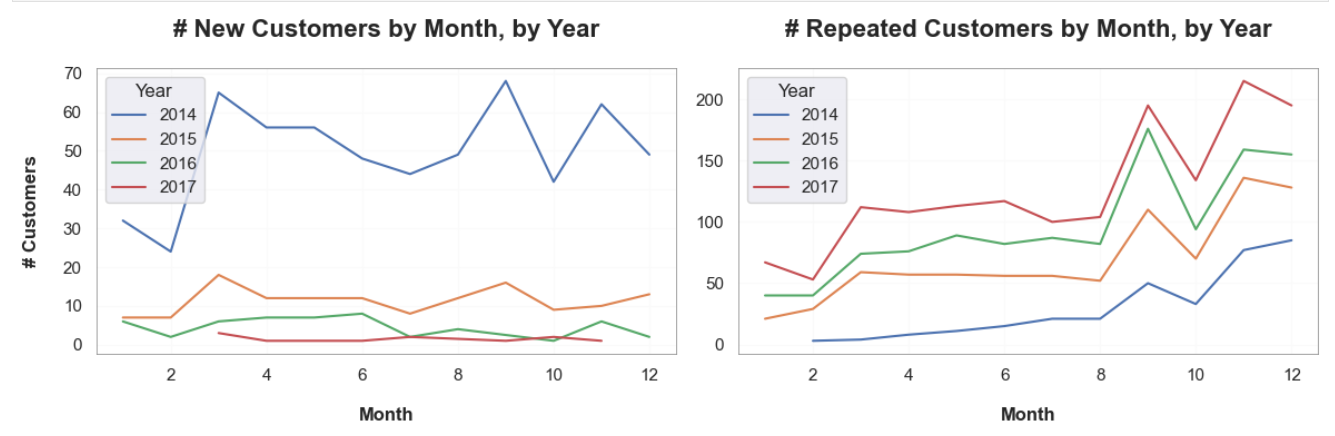 # New Customers by Month, by Year
70
60
50
40
30
20
10
0
# Customers
Year
2014
2015
2016
2017
2 4 6 8 10 12
Month
# Repeated Customers by Month, by Year
200
150
100
50
0
Year
2014
2015
2016
2017
2 4 6 8 10 12
Month